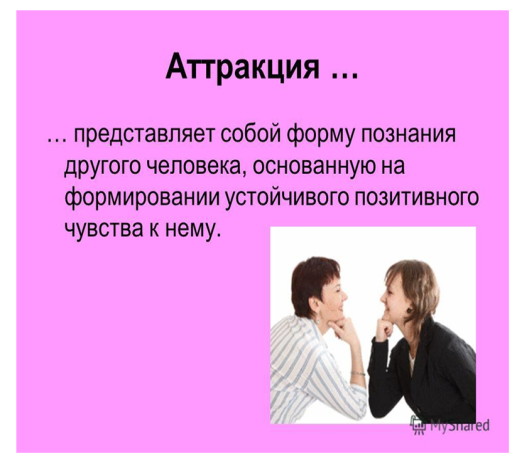 Аттракция ...
... представляет собой форму познания
другого человека, основанную на
формировании устойчивого позитивного
чувства к нему.
MyShared